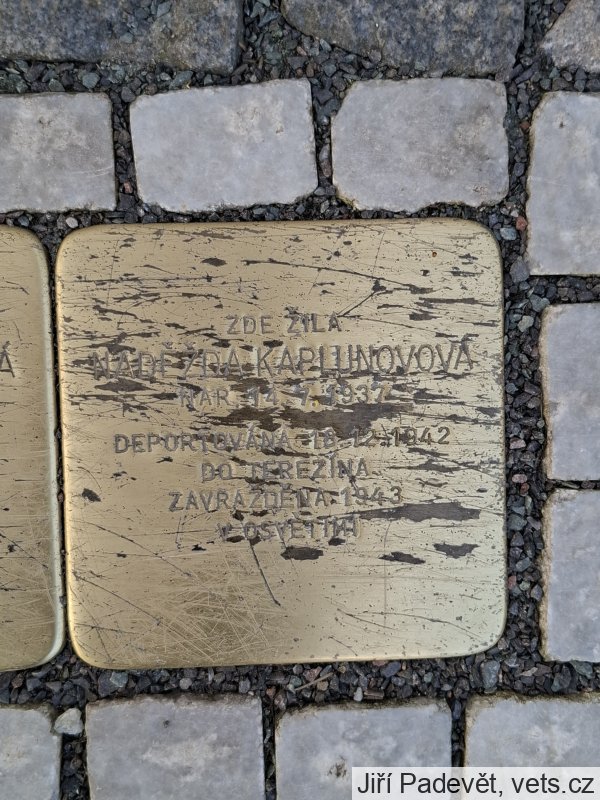 ZDE ŽILA
NADĚŽDA KAPLUNOVOVÁ
NAR. 14.7.1937
DEPORTOVÁNA 18.12.1942
DO TEREZÍNA
ZAVRAŽDĚNA 1943
V OSVĚTIMI
Á
Jiří Padevět, vets.cz